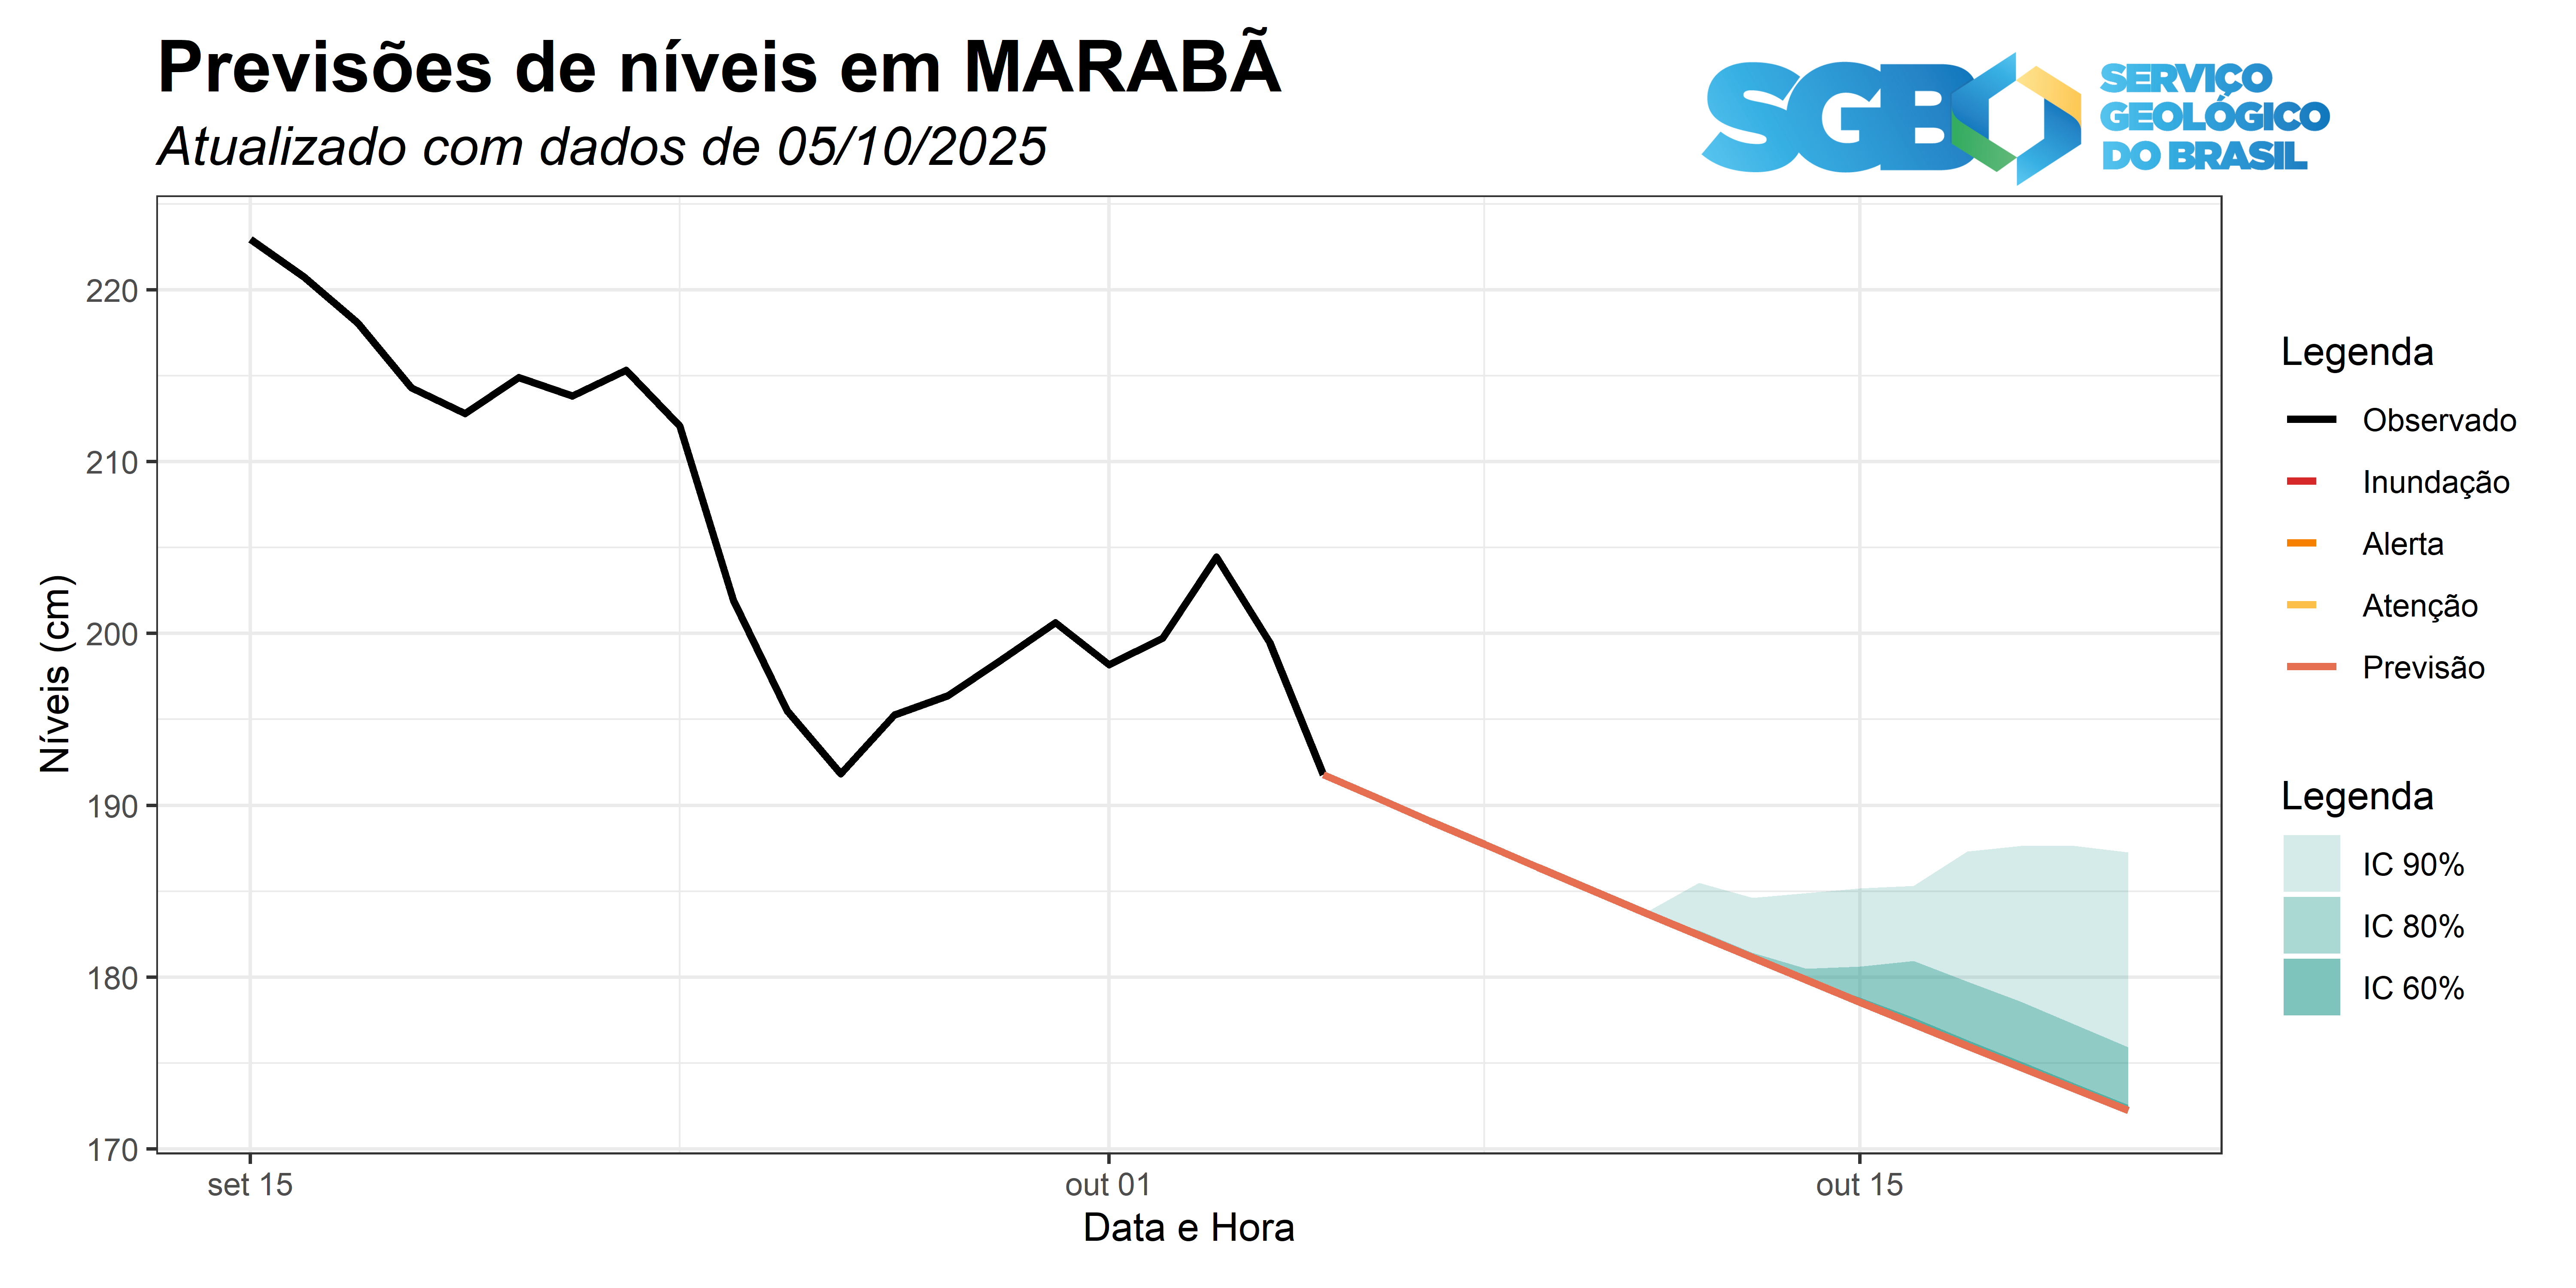 Previsões de níveis em MARABÃ
Atualizado com dados de 05/10/2025
SGB
SERVIÇO
GEOLÓGICO
DO BRASIL
Níveis (cm)
220
210
200
190
180
170
set 15
out 01
out 15
Data e Hora
Legenda
Observado
Inundação
Alerta
Atenção
Previsão
Legenda
IC 90%
IC 80%
IC 60%